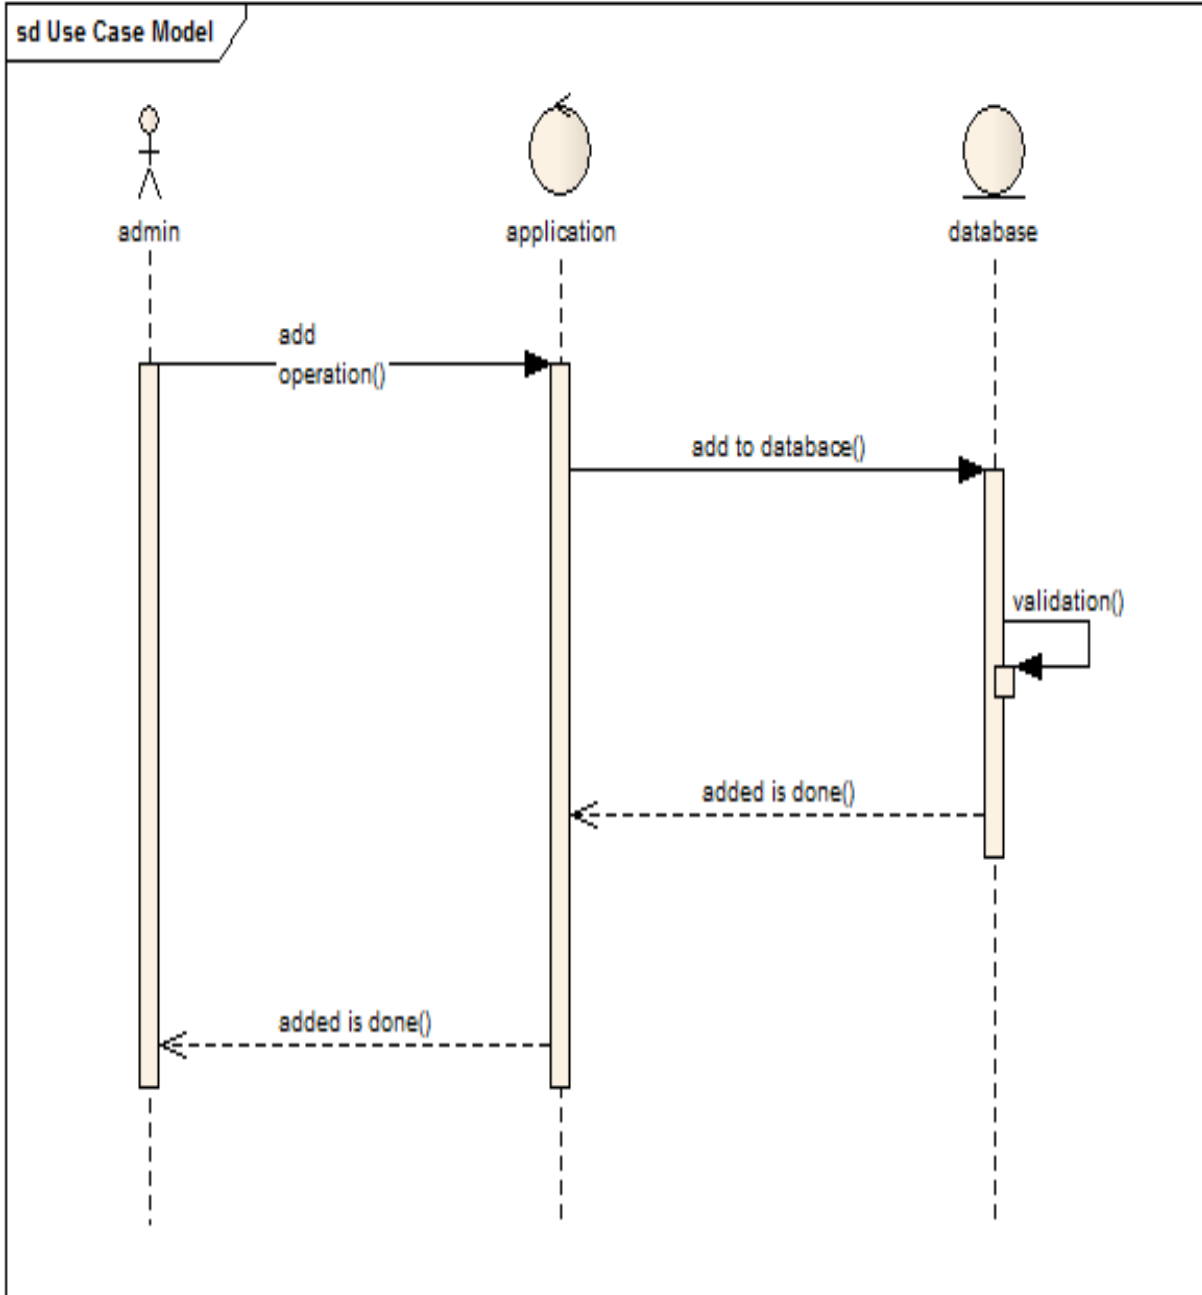 sd Use Case Model
admin
application
database
add
operation()
add to databace()
validation()
added is done()
added is done()